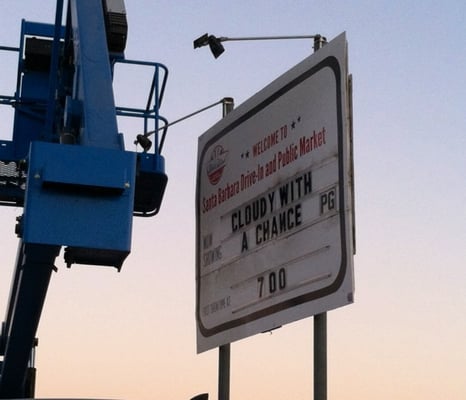 WELCOME TO
Santa Barbara Drive-In and Public Market
NOW
SHOWING
CLOUDY WITH
A CHANCE
PG
700